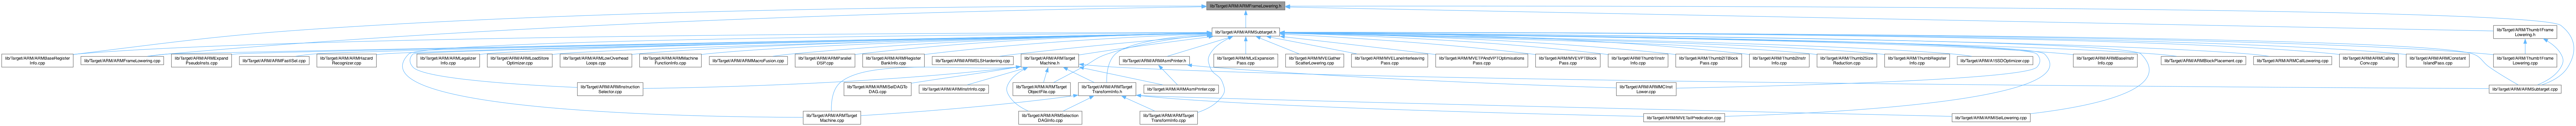 lib/Target/ARM/ARMFrameLowering.h
lib/Target/ARM/ARMSubtarget.h
lib/Target/ARM/Thumb1Frame
Lowering.h
lib/Target/ARM/ARMBaseRegister
Info.cpp
lib/Target/ARM/ARMFrameLowering.cpp
lib/Target/ARM/ARMExpand
PseudoInsts.cpp
lib/Target/ARM/ARMFastISel.cpp
lib/Target/ARM/ARMHazard
Recognizer.cpp
lib/Target/ARM/ARMLegalizer
Info.cpp
lib/Target/ARM/ARMLoadStore
Optimizer.cpp
lib/Target/ARM/ARMLowOverhead
Loops.cpp
lib/Target/ARM/ARMMachine
FunctionInfo.cpp
lib/Target/ARM/ARMMacroFusion.cpp
lib/Target/ARM/ARMParallel
DSP.cpp
lib/Target/ARM/ARMRegister
BankInfo.cpp
lib/Target/ARM/ARMSLSHardening.cpp
lib/Target/ARM/ARMTarget
Machine.h
lib/Target/ARM/ARMAsmPrinter.h
lib/Target/ARM/MLxExpansion
Pass.cpp
lib/Target/ARM/MVEGather
ScatterLowering.cpp
lib/Target/ARM/MVELaneInterleaving
Pass.cpp
lib/Target/ARM/MVETPAndVPTOptimisations
Pass.cpp
lib/Target/ARM/MVEVPTBlock
Pass.cpp
lib/Target/ARM/Thumb1Instr
Info.cpp
lib/Target/ARM/Thumb2ITBlock
Pass.cpp
lib/Target/ARM/Thumb2Instr
Info.cpp
lib/Target/ARM/Thumb2Size
Reduction.cpp
lib/Target/ARM/ThumbRegister
Info.cpp
lib/Target/ARM/A15SDOptimizer.cpp
lib/Target/ARM/ARMBaseInstr
Info.cpp
lib/Target/ARM/ARMBlockPlacement.cpp
lib/Target/ARM/ARMCallLowering.cpp
lib/Target/ARM/ARMCalling
Conv.cpp
lib/Target/ARM/ARMConstant
IslandPass.cpp
lib/Target/ARM/Thumb1Frame
Lowering.cpp
lib/Target/ARM/ARMInstruction
Selector.cpp
lib/Target/ARM/ARMISelDAGTo
DAG.cpp
lib/Target/ARM/ARMInstrInfo.cpp
lib/Target/ARM/ARMTarget
ObjectFile.cpp
lib/Target/ARM/ARMTarget
TransformInfo.h
lib/Target/ARM/ARMAsmPrinter.cpp
lib/Target/ARM/ARMMCInst
Lower.cpp
lib/Target/ARM/ARMSubtarget.cpp
lib/Target/ARM/ARMTarget
Machine.cpp
lib/Target/ARM/ARMSelection
DAGInfo.cpp
lib/Target/ARM/ARMTarget
TransformInfo.cpp
lib/Target/ARM/MVETailPredication.cpp
lib/Target/ARM/ARMISelLowering.cpp